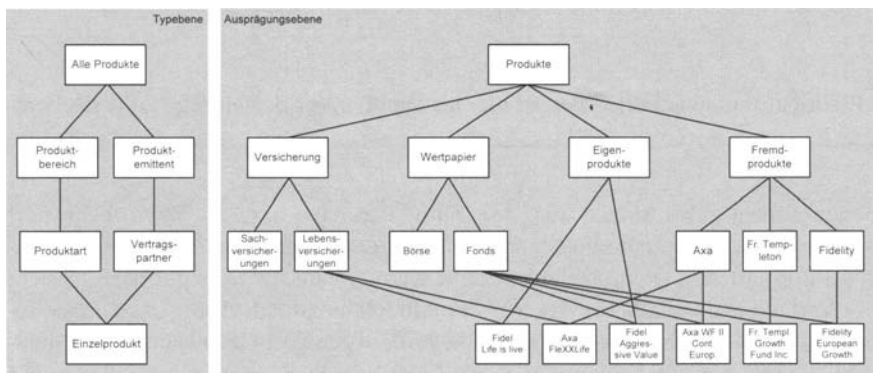 Typebene
Ausprägungsebene
Alle Produkte
Produkt-
bereich
Produkt-
emittent
Produktart
Vertrags-
partner
Einzelprodukt
Produkte
Versicherung
Wertpapier
Eigen-
produkte
Fremd-
produkte
Sach-
versicher-
ungen
Lebens-
versicher-
ungen
Börse
Fonds
Axa
Fr. Temp-
leton
Fidelity
Fidel
Life is live
Axa
FleXXLife
Fidel
Aggres-
sive Value
Axa WF II
Cont
Europ
Fr. Templ
Growth
Fund Inc
Fidelity
European
Growth